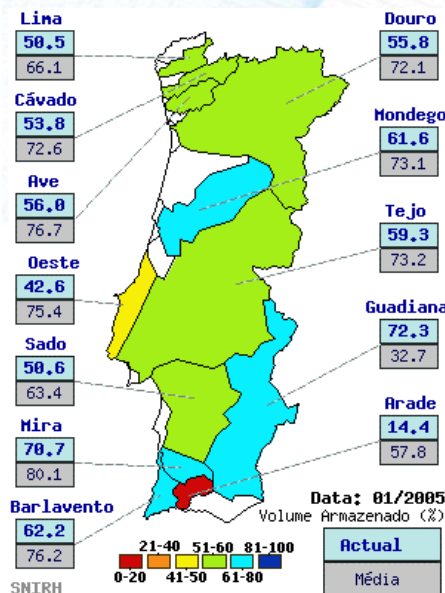 Lima
50.5
66.1
Cávado
53.8
72.6
Ave
56.0
76.7
Oeste
42.6
75.4
Sado
50.6
63.4
Mira
70.7
80.1
Barlavento
62.2
76.2
SNIRH
Douro
55.8
72.1
Mondego
61.6
73.1
Tejo
59.3
73.2
Guadiana
72.3
32.7
Arade
14.4
57.8
Data: 01/2005
Volume Armazenado (%)
Actual
Média
21-40 51-60 81-100
0-20 41-50 61-80